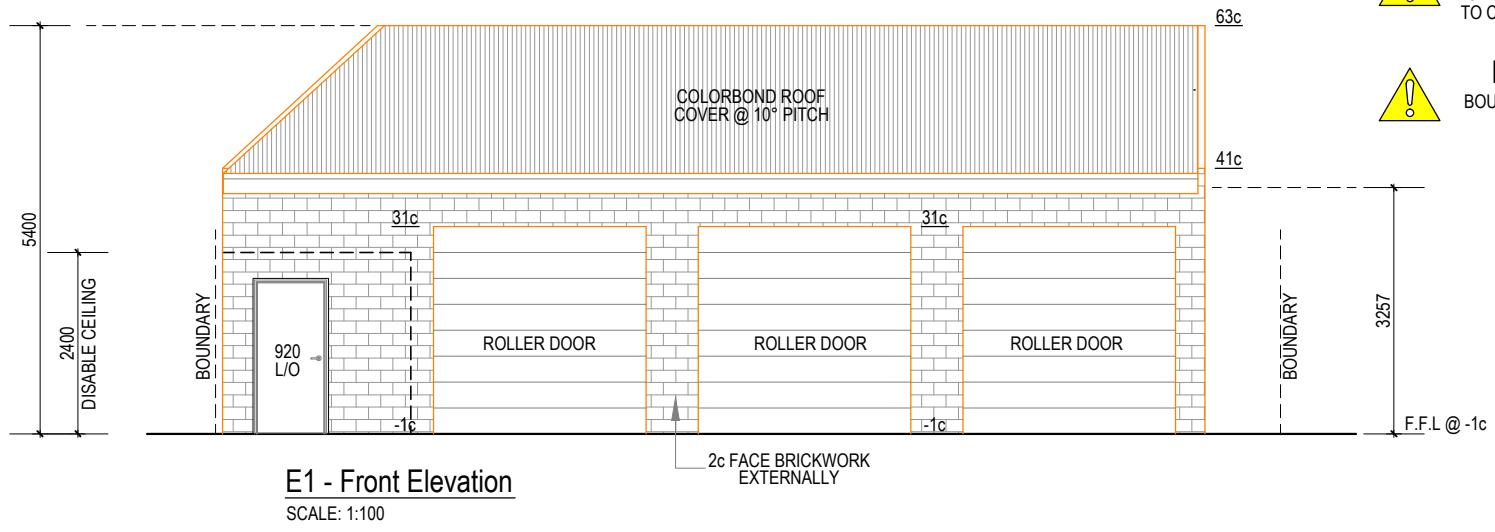 63c
TO C
BOU
COLORBOND ROOF
COVER @ 10° PITCH
41c
31c
31c
5400
2400
DISABLE CEILING
BOUNDARY
920
L/O
ROLLER DOOR
ROLLER DOOR
ROLLER DOOR
BOUNDARY
3257
-1c
-1c
F.F.L @ -1c
2c FACE BRICKWORK
EXTERNALLY
E1 - Front Elevation
SCALE: 1:100